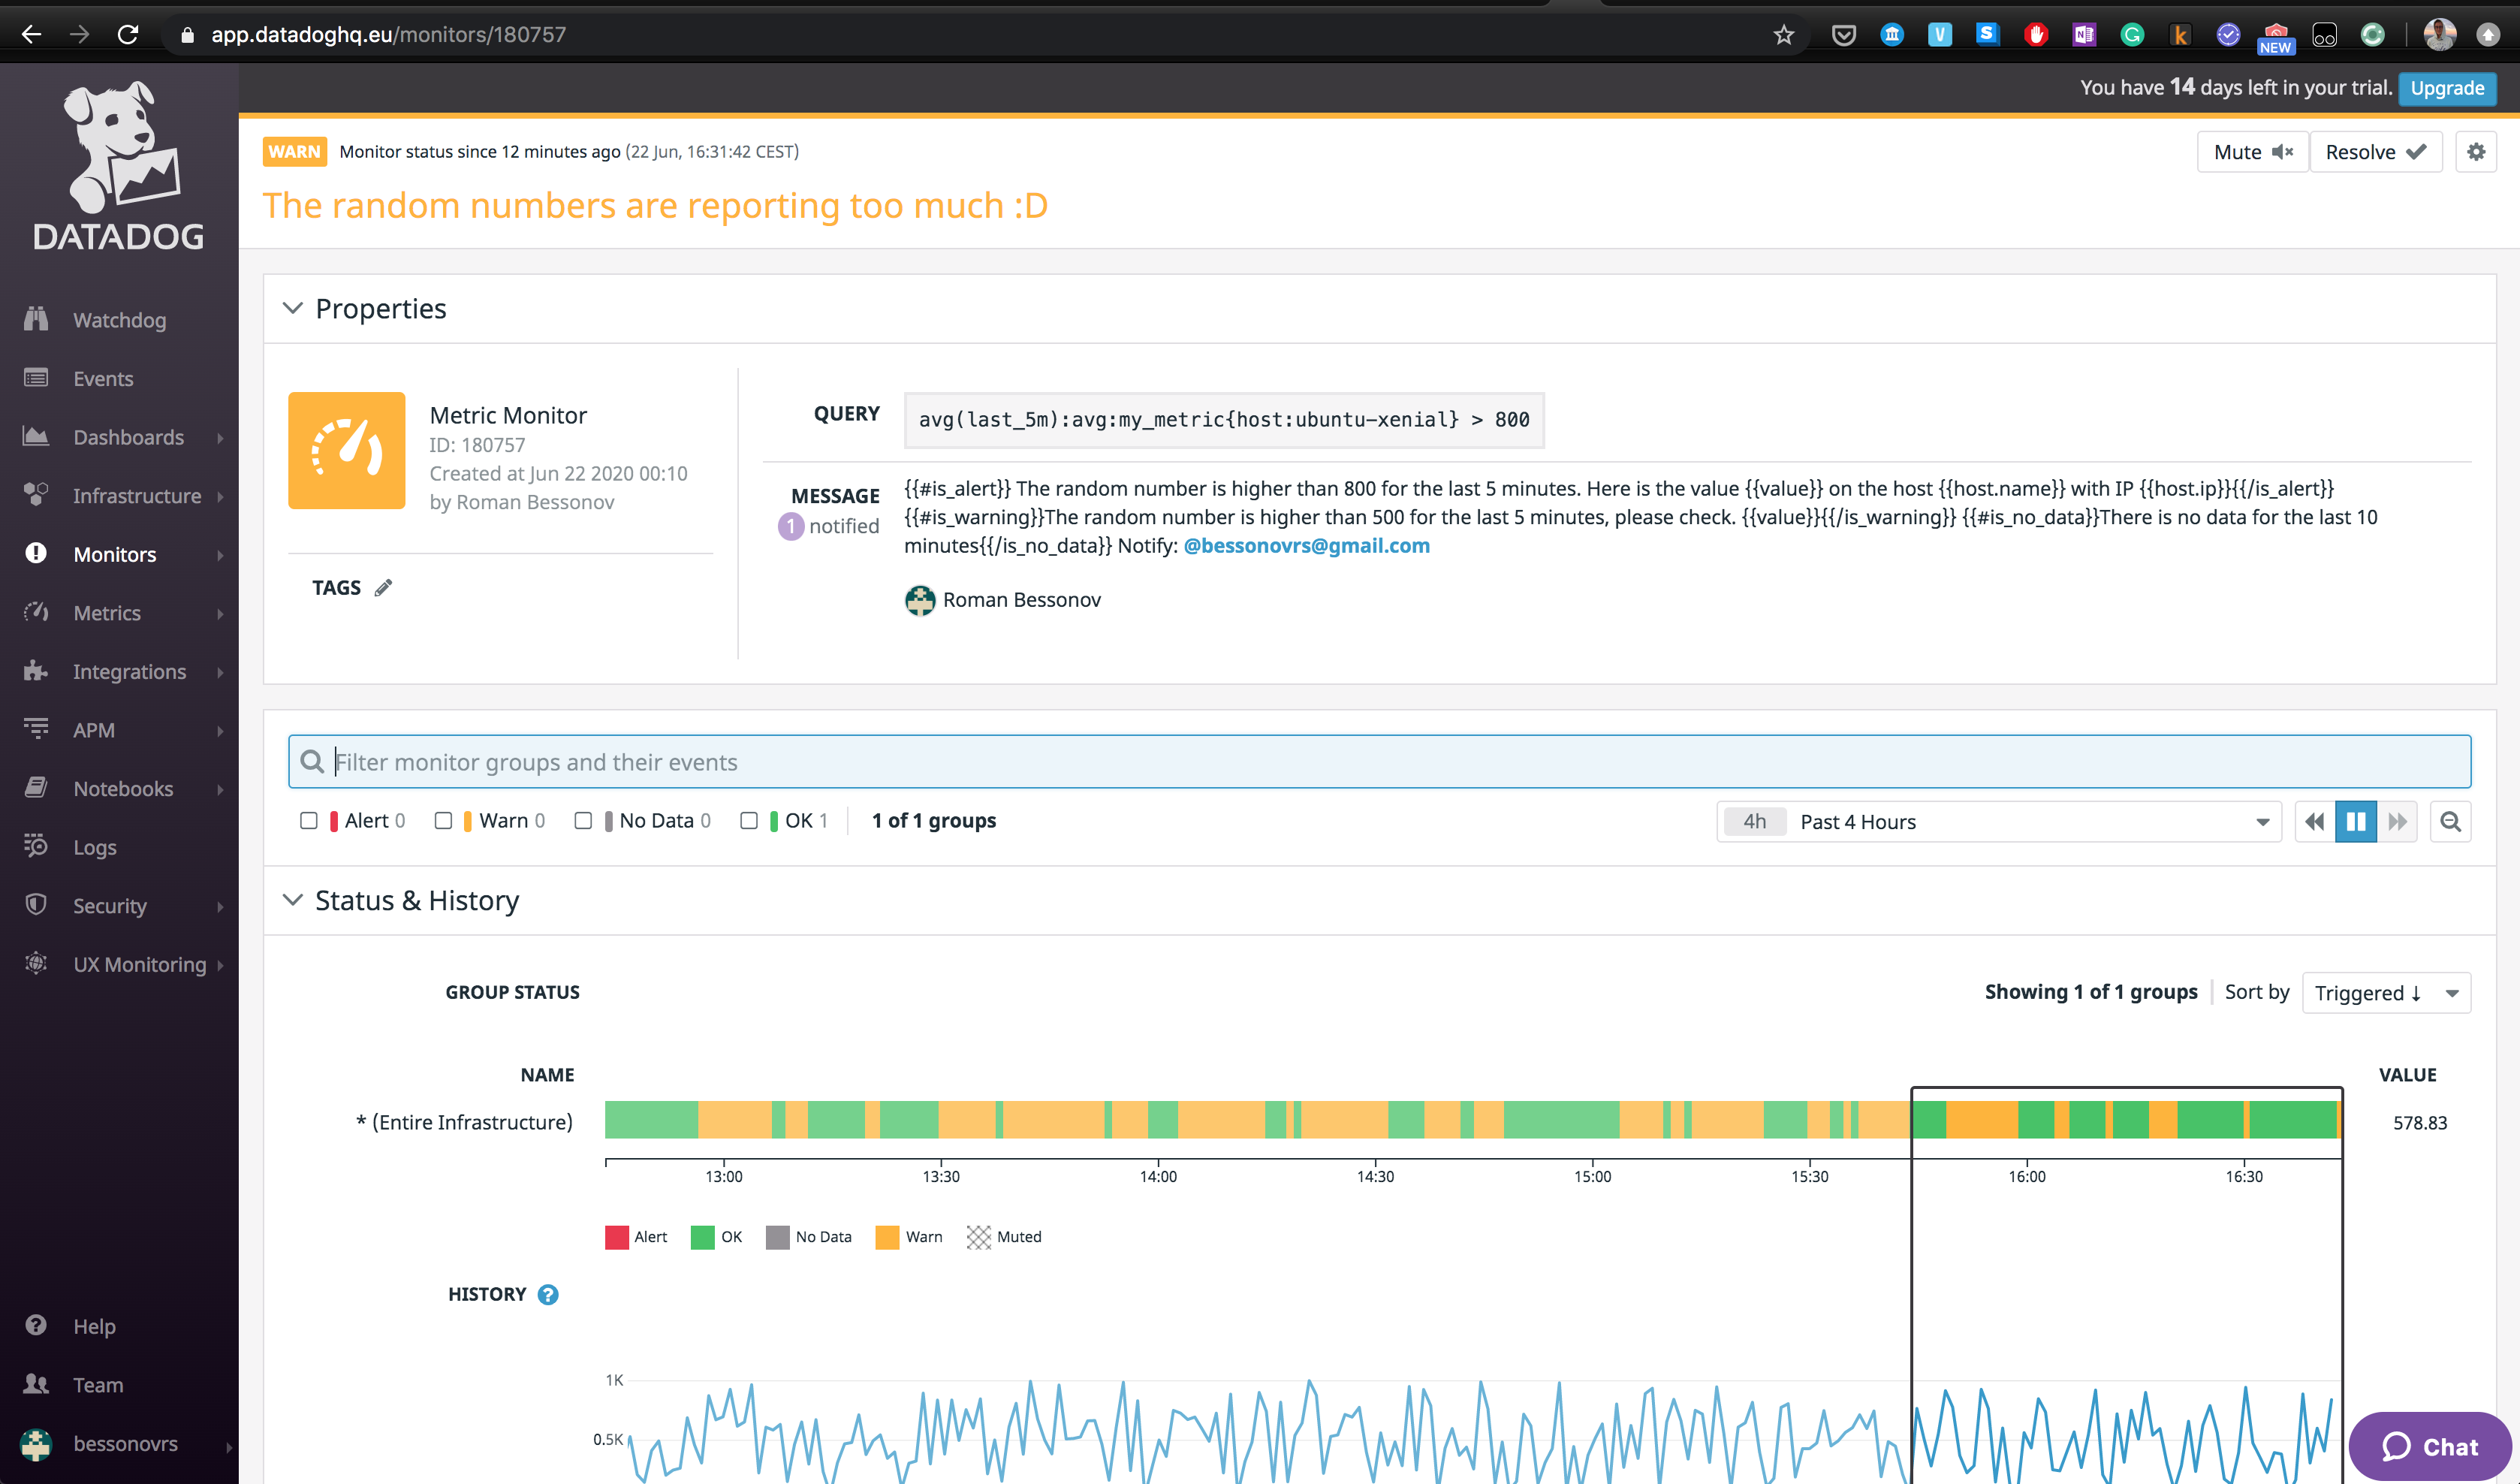 app.datadoghq.eu/monitors/180757
NEW
You have 14 days left in your trial. Upgrade
DATADOG
Watchdog
Events
Dashboards
Infrastructure
Monitors
Metrics
Integrations
APM
Notebooks
Logs
Security
UX Monitoring
Help
Team
bessonovrs
WARN Monitor status since 12 minutes ago (22 Jun, 16:31:42 CEST)
Mute Resolve
The random numbers are reporting too much :D
Properties
Metric Monitor
ID: 180757
Created at Jun 22 2020 00:10
by Roman Bessonov
TAGS
QUERY avg(last_5m):avg:my_metric{host:ubuntu-xenial} > 800
MESSAGE
1 notified
{{#is_alert}} The random number is higher than 800 for the last 5 minutes. Here is the value {{value}} on the host {{host.name}} with IP {{host.ip}}{{/is_alert}}
{{#is_warning}}The random number is higher than 500 for the last 5 minutes, please check. {{value}}{{/is_warning}} {{#is_no_data}}There is no data for the last 10
minutes{{/is_no_data}} Notify: @bessonovrs@gmail.com
Roman Bessonov
Filter monitor groups and their events
Alert 0 Warn 0 No Data 0 OK 1 1 of 1 groups
4h Past 4 Hours
Status & History
GROUP STATUS
Showing 1 of 1 groups Sort by Triggered ↓
NAME VALUE
* (Entire Infrastructure) 578.83
13:00 13:30 14:00 14:30 15:00 15:30 16:00 16:30
Alert OK No Data Warn Muted
HISTORY ?
1K
0.5K
Chat